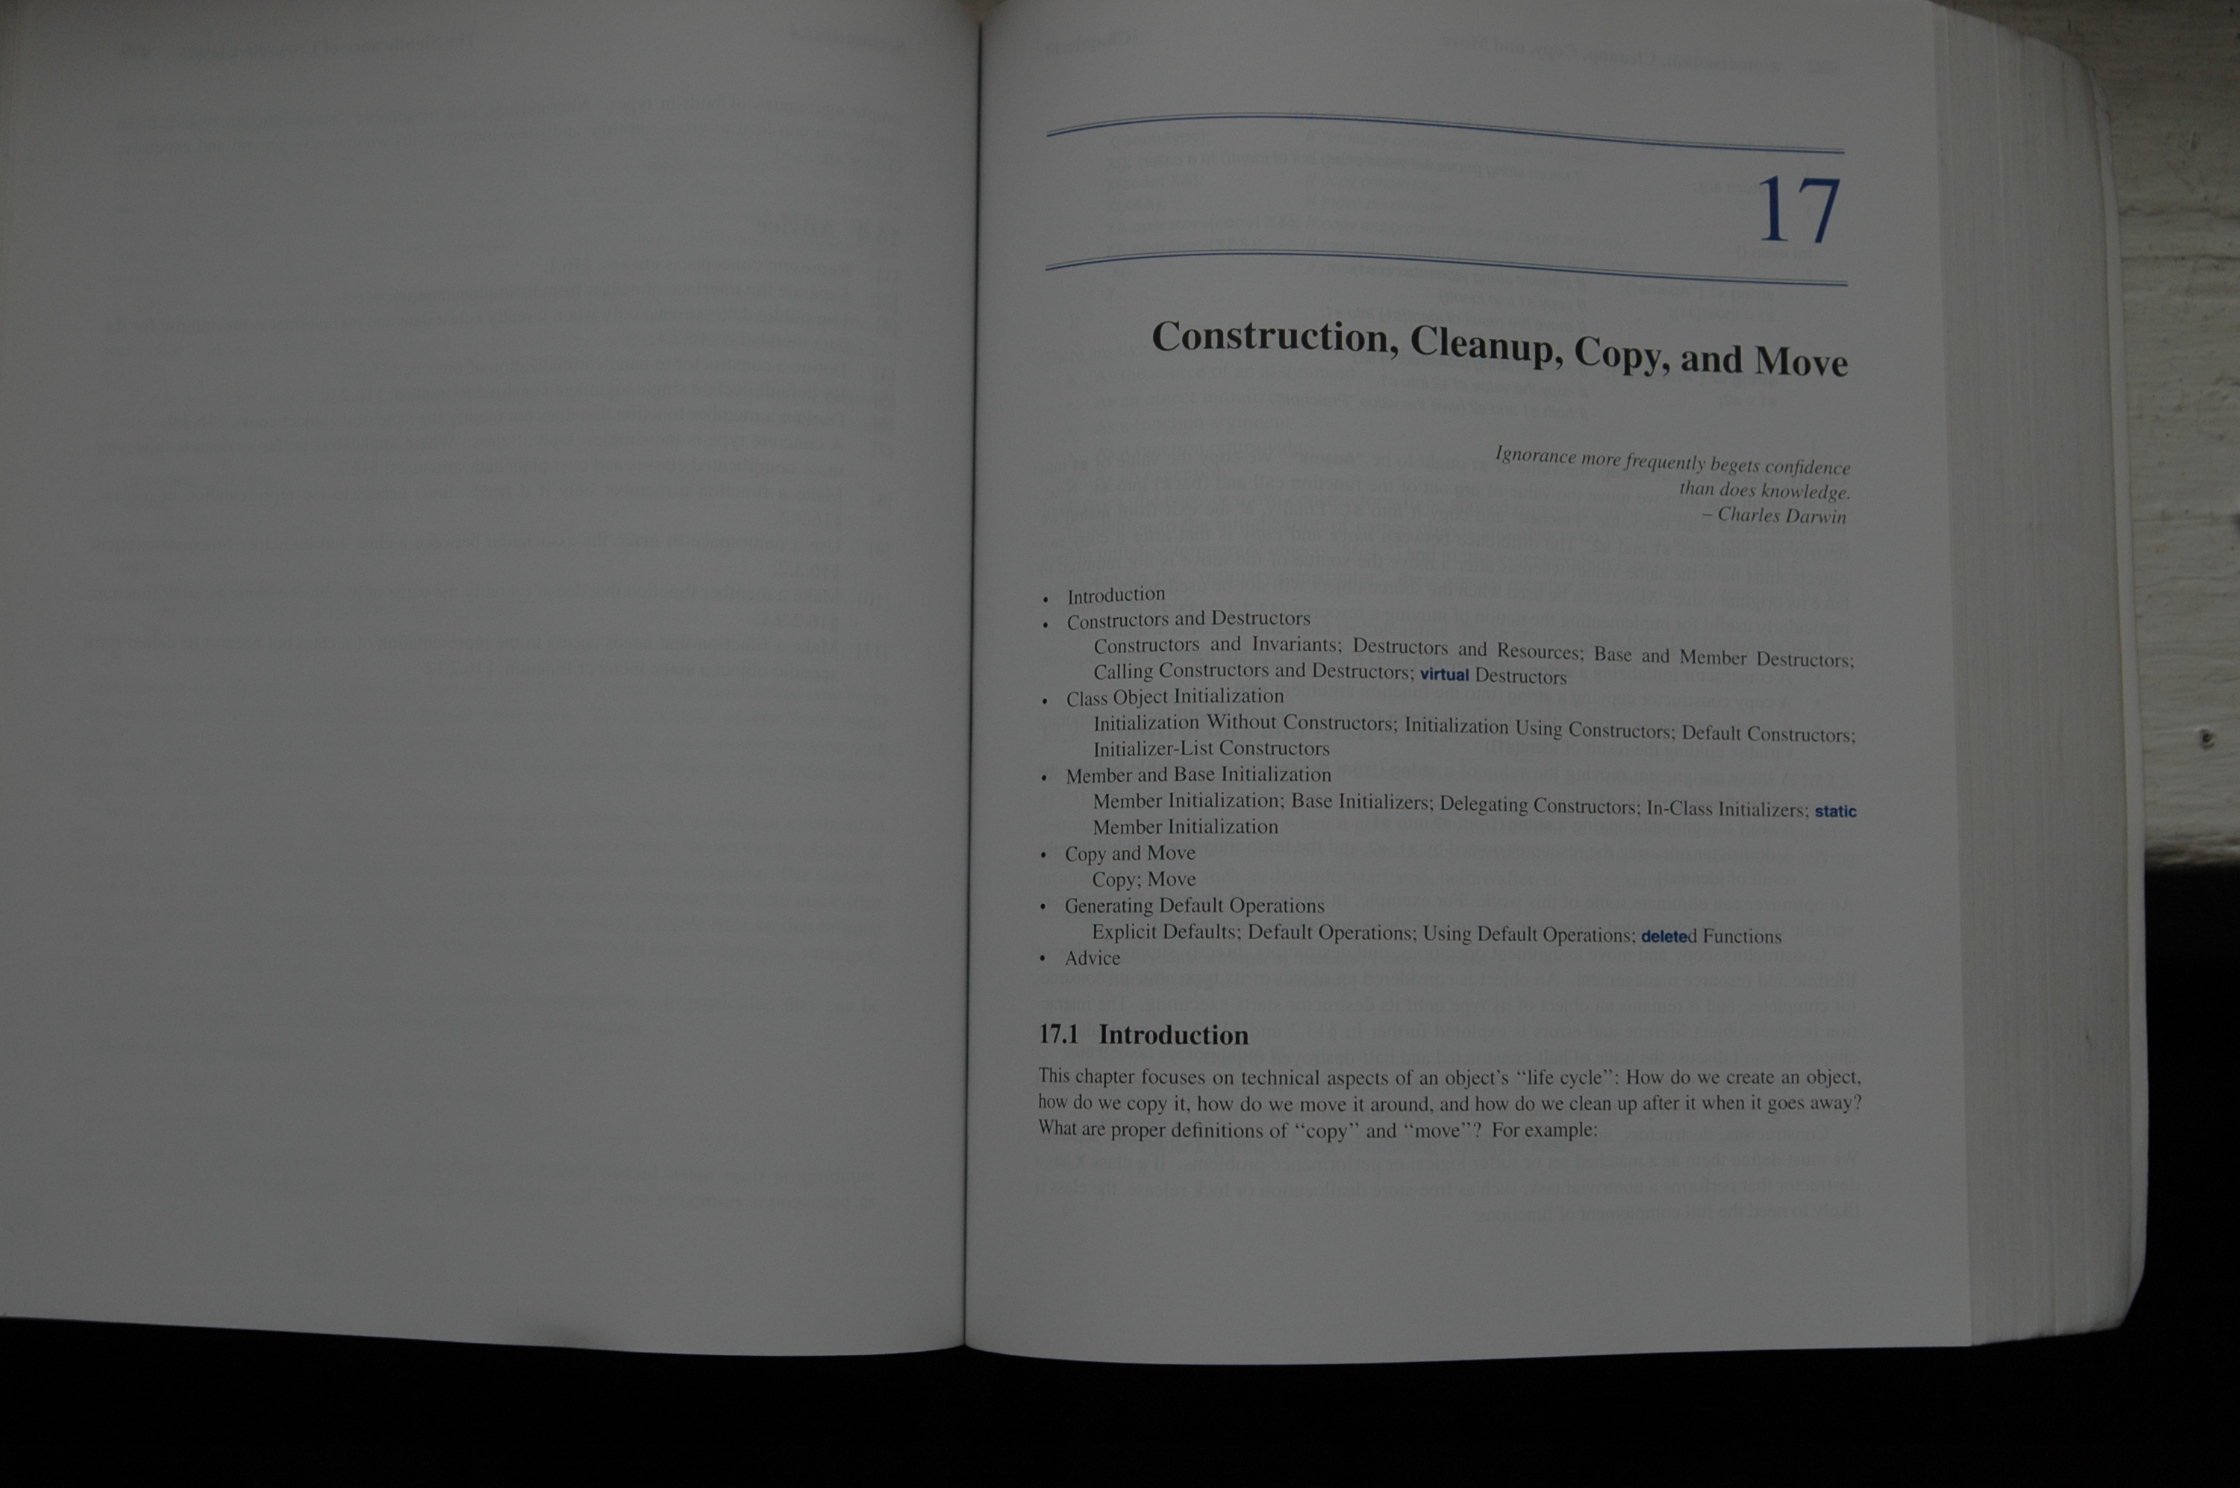 17
Construction, Cleanup, Copy, and Move
Ignorance more frequently begets confidence
than does knowledge.
– Charles Darwin
• Introduction
• Constructors and Destructors
Constructors and Invariants; Destructors and Resources; Base and Member Destructors;
Calling Constructors and Destructors; virtual Destructors
• Class Object Initialization
Initialization Without Constructors; Initialization Using Constructors; Default Constructors;
Initializer-List Constructors
• Member and Base Initialization
Member Initialization; Base Initializers; Delegating Constructors; In-Class Initializers; static
Member Initialization
• Copy and Move
Copy; Move
• Generating Default Operations
Explicit Defaults; Default Operations; Using Default Operations; deleted Functions
• Advice
17.1 Introduction
This chapter focuses on technical aspects of an object's “life cycle”: How do we create an object,
how do we copy it, how do we move it around, and how do we clean up after it when it goes away?
What are proper definitions of “copy” and “move”? For example: